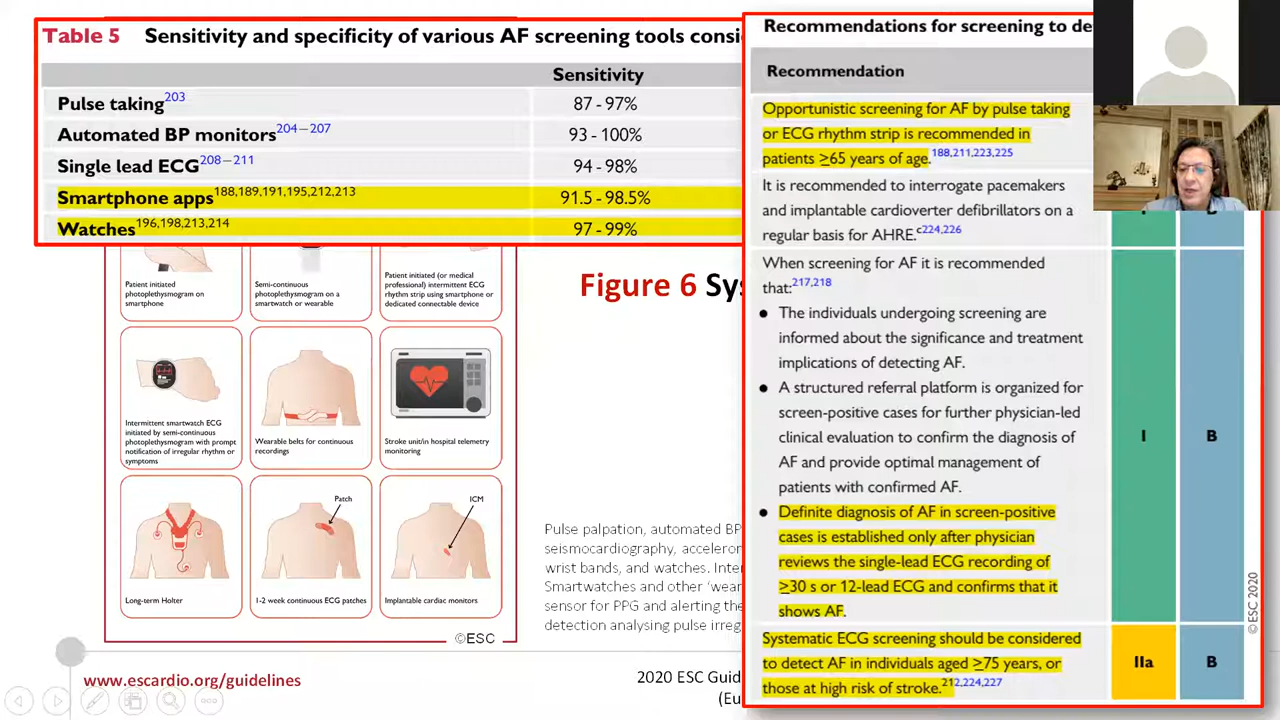 Table 5 Sensitivity and specificity of various AF screening tools consi
Sensitivity
Pulse taking203 87 - 97%
Automated BP monitors204–207 93 - 100%
Single lead ECG208–211 94 - 98%
Smartphone apps188,189,191,195,212,213 91.5 - 98.5%
Watches196,198,213,214 97 - 99%
Patient initiated
photoplethysmogram on
smartphone
Semi-continuous
photoplethysmogram on a
smartwatch or wearable
Patient initiated (or medical
professional) intermittent ECG
rhythm strip using smartphone or
dedicated connectable device
Intermittent smartwatch ECG
initiated by semi-continuous
photoplethysmogram with prompt
notification of irregular rhythm or
symptoms
Wearable belts for continuous
recordings
Stroke unit/in hospital telemetry
monitoring
Long-term Holter
Patch
1-2 week continuous ECG patches
ICM
Implantable cardiac monitors
©ESC
Figure 6 Sys
Pulse palpation, automated BP
seismocardiography, acceleron
wrist bands, and watches. Inter
Smartwatches and other 'wear
sensor for PPG and alerting the
detection analysing pulse irreg
www.escardio.org/guidelines
2020 ESC Guid
(Eu
Recommendations for screening to de
Recommendation
Opportunistic screening for AF by pulse taking
or ECG rhythm strip is recommended in
patients ≥65 years of age.188,211,223,225
It is recommended to interrogate pacemakers
and implantable cardioverter defibrillators on a
regular basis for AHRE.c224,226
When screening for AF it is recommended
that:217,218
● The individuals undergoing screening are
informed about the significance and treatment
implications of detecting AF.
● A structured referral platform is organized for
screen-positive cases for further physician-led
clinical evaluation to confirm the diagnosis of
AF and provide optimal management of
patients with confirmed AF.
● Definite diagnosis of AF in screen-positive
cases is established only after physician
reviews the single-lead ECG recording of
≥30 s or 12-lead ECG and confirms that it
shows AF.
I B
Systematic ECG screening should be considered
to detect AF in individuals aged ≥75 years, or
those at high risk of stroke.212,224,227
IIa B
© ESC 2020